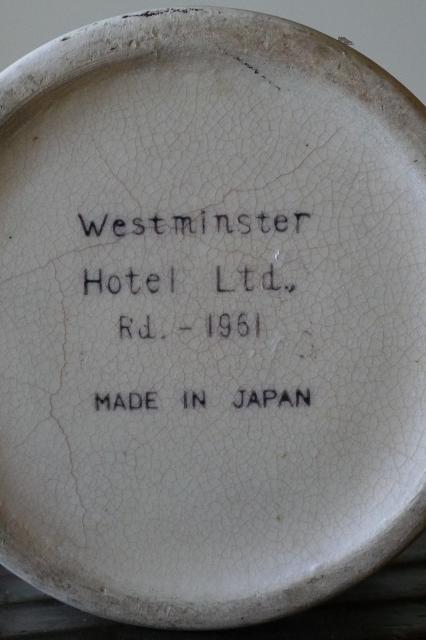 Westminster
Hotel Ltd.,
Rd. - 1961
MADE IN JAPAN